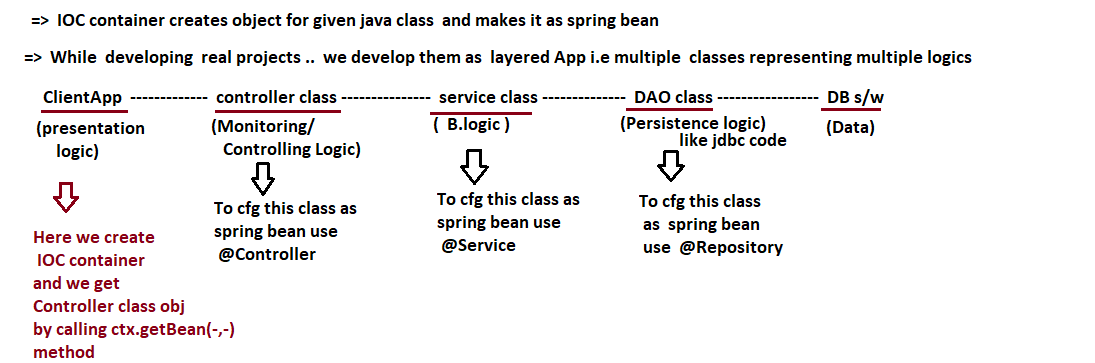 => IOC container creates object for given java class and makes it as spring bean
=> While developing real projects .. we develop them as layered App i.e multiple classes representing multiple logics
ClientApp ------------- controller class --------------- service class -------------- DAO class ----------------- DB s/w
(presentation logic)
(Monitoring/
Controlling Logic)
( B.logic )
(Persistence logic)
like jdbc code
(Data)
Here we create
IOC container
and we get
Controller class obj
by calling ctx.getBean(-,-)
method
To cfg this class as
spring bean use
@Controller
To cfg this class as
spring bean use
@Service
To cfg this class
as spring bean
use @Repository